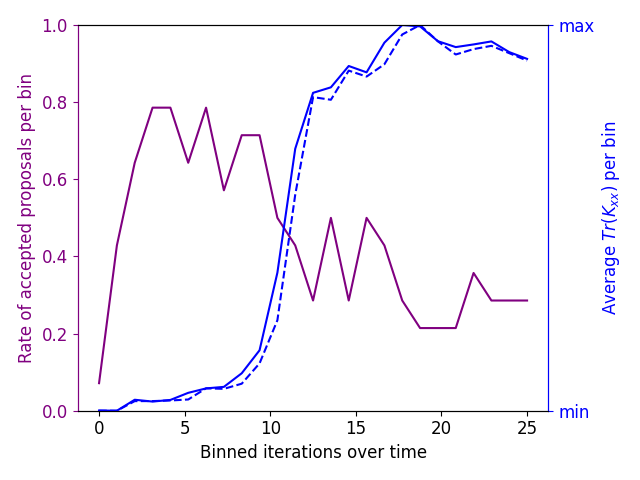 1.0
0.8
0.6
0.4
0.2
0.0
Rate of accepted proposals per bin
max
min
Average Tr(K_xx) per bin
0 5 10 15 20 25
Binned iterations over time